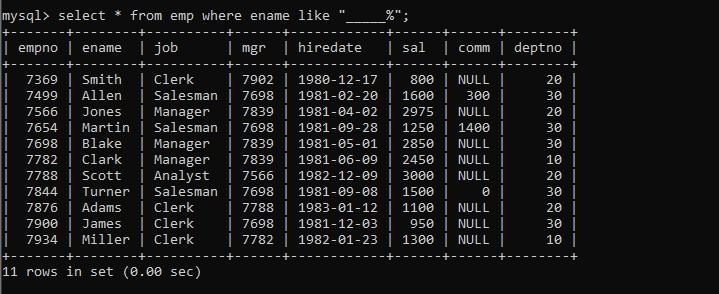 mysql> select * from emp where ename like "_____%";
+-------+--------+----------+------+------------+------+------+--------+
| empno | ename  | job      | mgr  | hiredate   | sal  | comm | deptno |
+-------+--------+----------+------+------------+------+------+--------+
|  7369 | Smith  | Clerk    | 7902 | 1980-12-17 |  800 | NULL |     20 |
|  7499 | Allen  | Salesman | 7698 | 1981-02-20 | 1600 |  300 |     30 |
|  7566 | Jones  | Manager  | 7839 | 1981-04-02 | 2975 | NULL |     20 |
|  7654 | Martin | Salesman | 7698 | 1981-09-28 | 1250 | 1400 |     30 |
|  7698 | Blake  | Manager  | 7839 | 1981-05-01 | 2850 | NULL |     30 |
|  7782 | Clark  | Manager  | 7839 | 1981-06-09 | 2450 | NULL |     10 |
|  7788 | Scott  | Analyst  | 7566 | 1982-12-09 | 3000 | NULL |     20 |
|  7844 | Turner | Salesman | 7698 | 1981-09-08 | 1500 |    0 |     30 |
|  7876 | Adams  | Clerk    | 7788 | 1983-01-12 | 1100 | NULL |     20 |
|  7900 | James  | Clerk    | 7698 | 1981-12-03 |  950 | NULL |     30 |
|  7934 | Miller | Clerk    | 7782 | 1982-01-23 | 1300 | NULL |     10 |
+-------+--------+----------+------+------------+------+------+--------+
11 rows in set (0.00 sec)